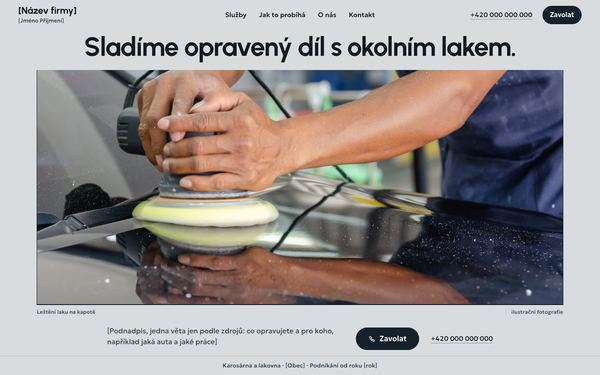 [Název firmy]
[Jméno Příjmení]
Služby
Jak to probíhá
O nás
Kontakt
+420 000 000 000
Zavolat
Sladíme opravený díl s okolním lakem.
Leštění laku na kapotě
ilustrační fotografie
[Podnadpis, jedna věta jen podle zdrojů: co opravujete a pro koho,
například jaká auta a jaké práce]
Zavolat
+420 000 000 000
Karosárna a lakovna · [Obec] · Podnikání od roku [rok]